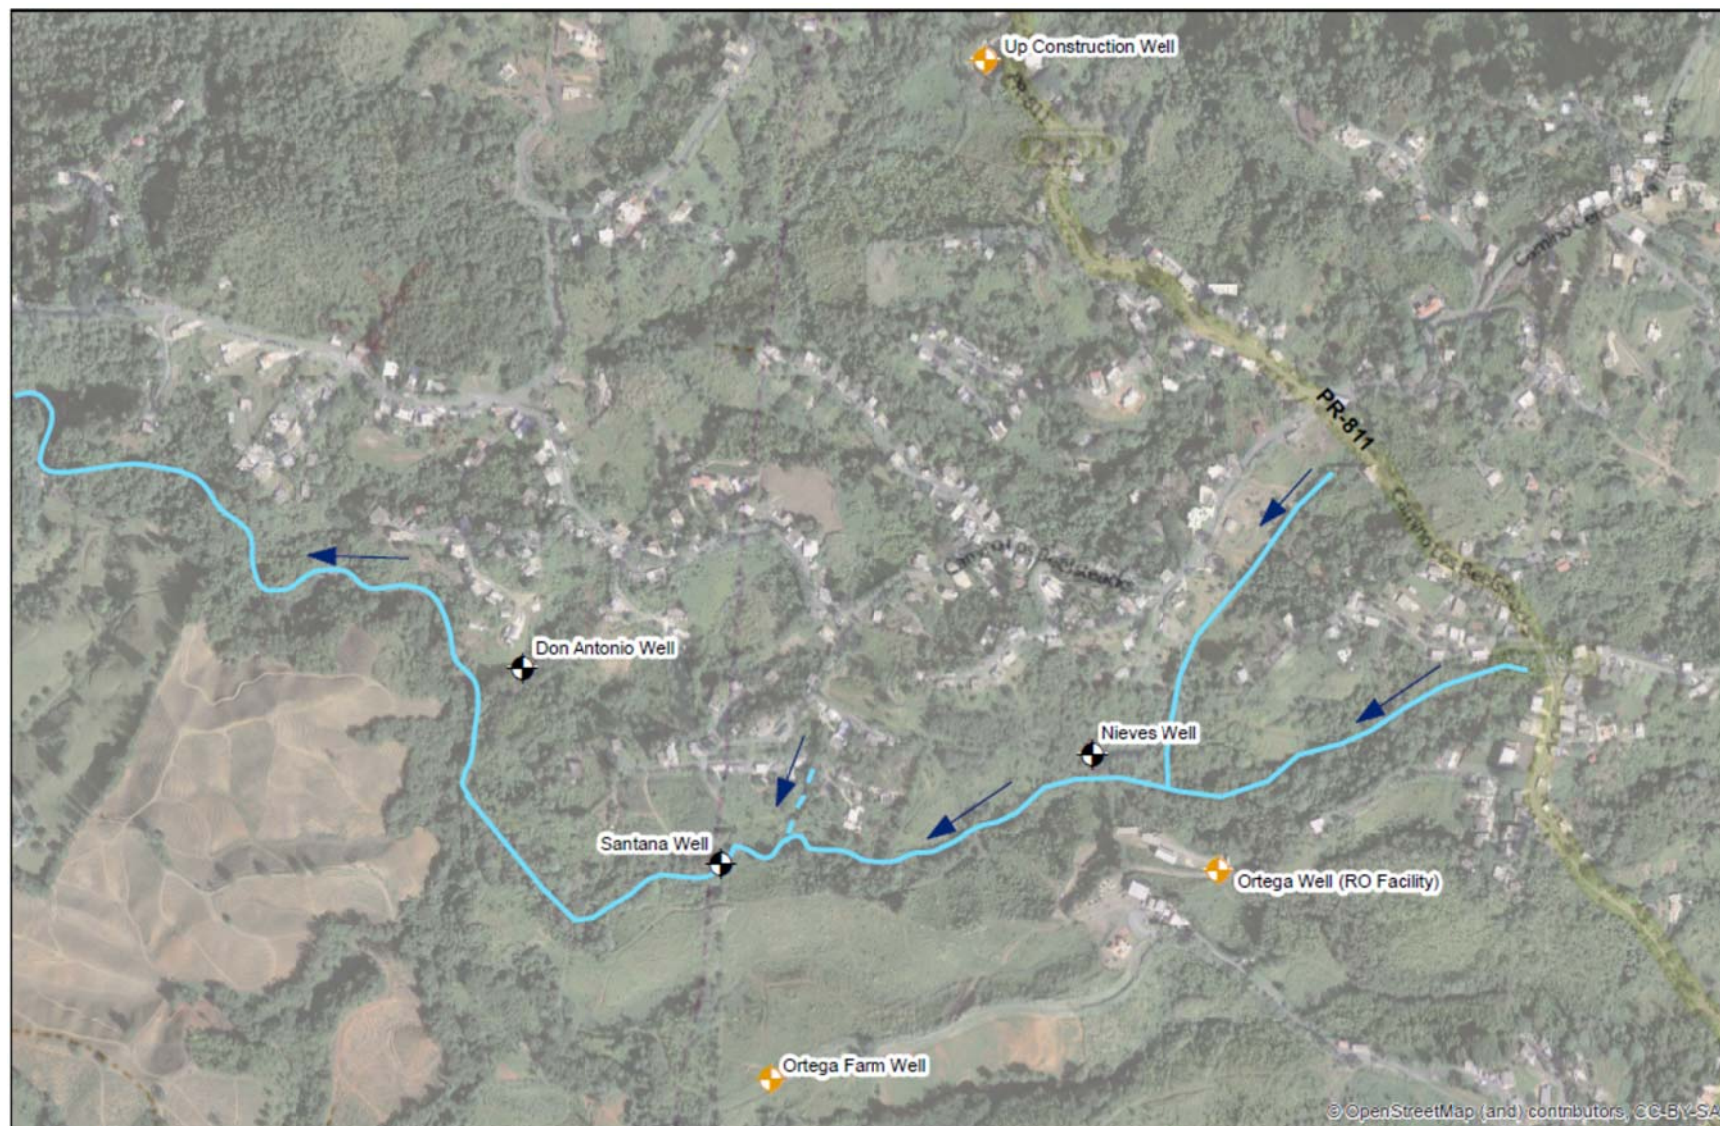 Up Construction Well
PR-811
Don Antonio Well
Nieves Well
Santana Well
Ortega Well (RO Facility)
Ortega Farm Well
© OpenStreetMap (and) contributors, CC-BY-SA